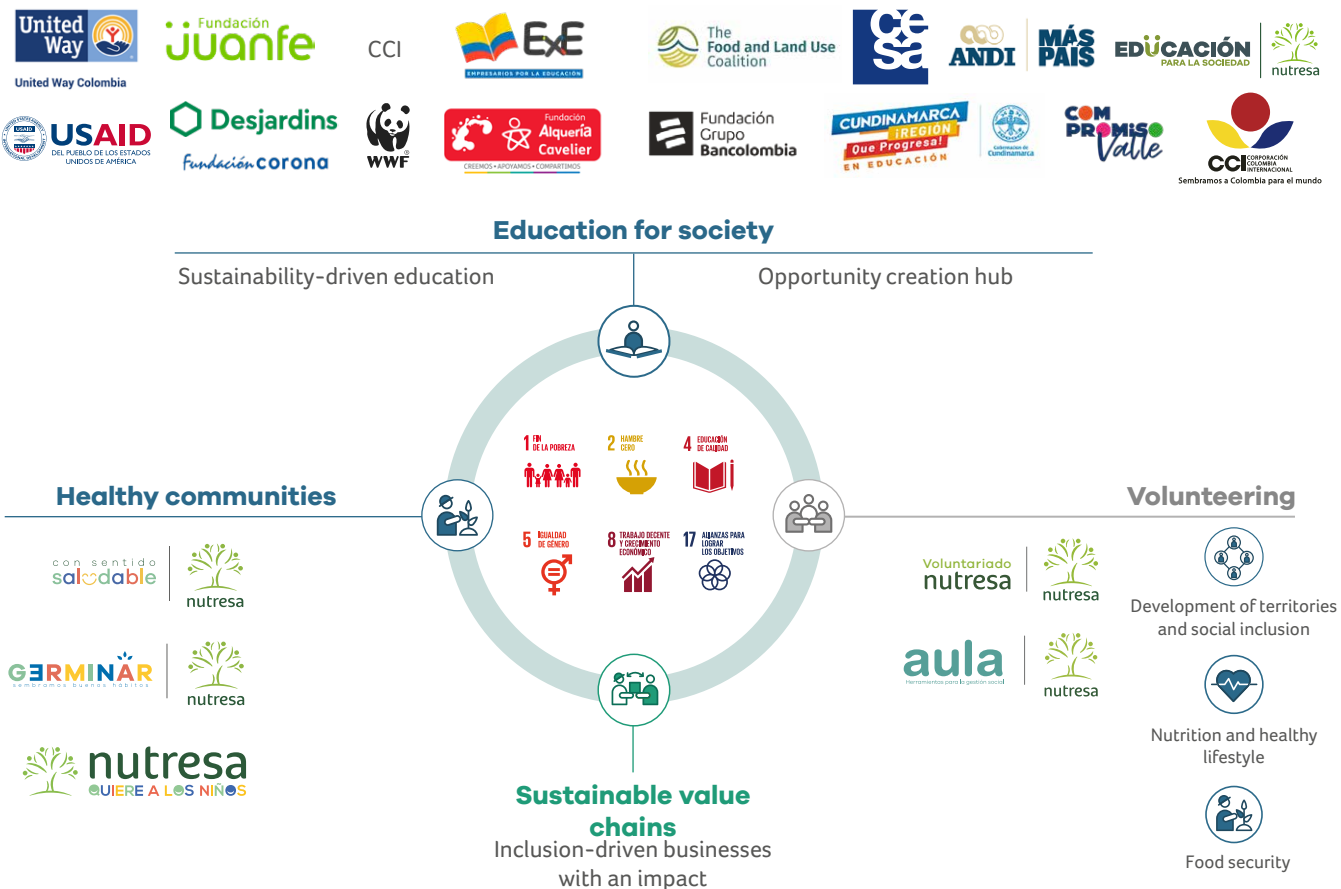 United
Way
United Way Colombia
Fundación
juanfe
CCI
ExE
EMPRESARIOS POR LA EDUCACIÓN
The
Food and Land Use
Coalition
ce
sa
ANDI
MÁS
PAÍS
EDUCACIÓN
PARA LA SOCIEDAD
nutresa
USAID
USAID
DEL PUEBLO DE LOS ESTADOS
UNIDOS DE AMÉRICA
Desjardins
Fundación corona
WWF
Fundación
Alquería
Cavelier
CREEMOS • APOYAMOS • COMPARTIMOS
Fundación
Grupo
Bancolombia
CUNDINAMARCA
¡REGIÓN
Que Progresa!
EN EDUCACIÓN
Gobernación de
Cundinamarca
COM
PROMISO
Valle
CCI CORPORACIÓN
COLOMBIA
INTERNACIONAL
Sembramos a Colombia para el mundo
Education for society
Sustainability-driven education
Opportunity creation hub
1 FIN
DE LA POBREZA
2 HAMBRE
CERO
4 EDUCACIÓN
DE CALIDAD
5 IGUALDAD
DE GÉNERO
8 TRABAJO DECENTE
Y CRECIMIENTO
ECONÓMICO
17 ALIANZAS PARA
LOGRAR
LOS OBJETIVOS
Healthy communities
con sentido
saludable
nutresa
GERMINAR
sembramos buenos hábitos
nutresa
nutresa
QUIERE A LOS NIÑOS
Volunteering
Voluntariado
nutresa
nutresa
aula
Herramientas para la gestión social
nutresa
Development of territories
and social inclusion
Nutrition and healthy
lifestyle
Food security
Sustainable value
chains
Inclusion-driven businesses
with an impact